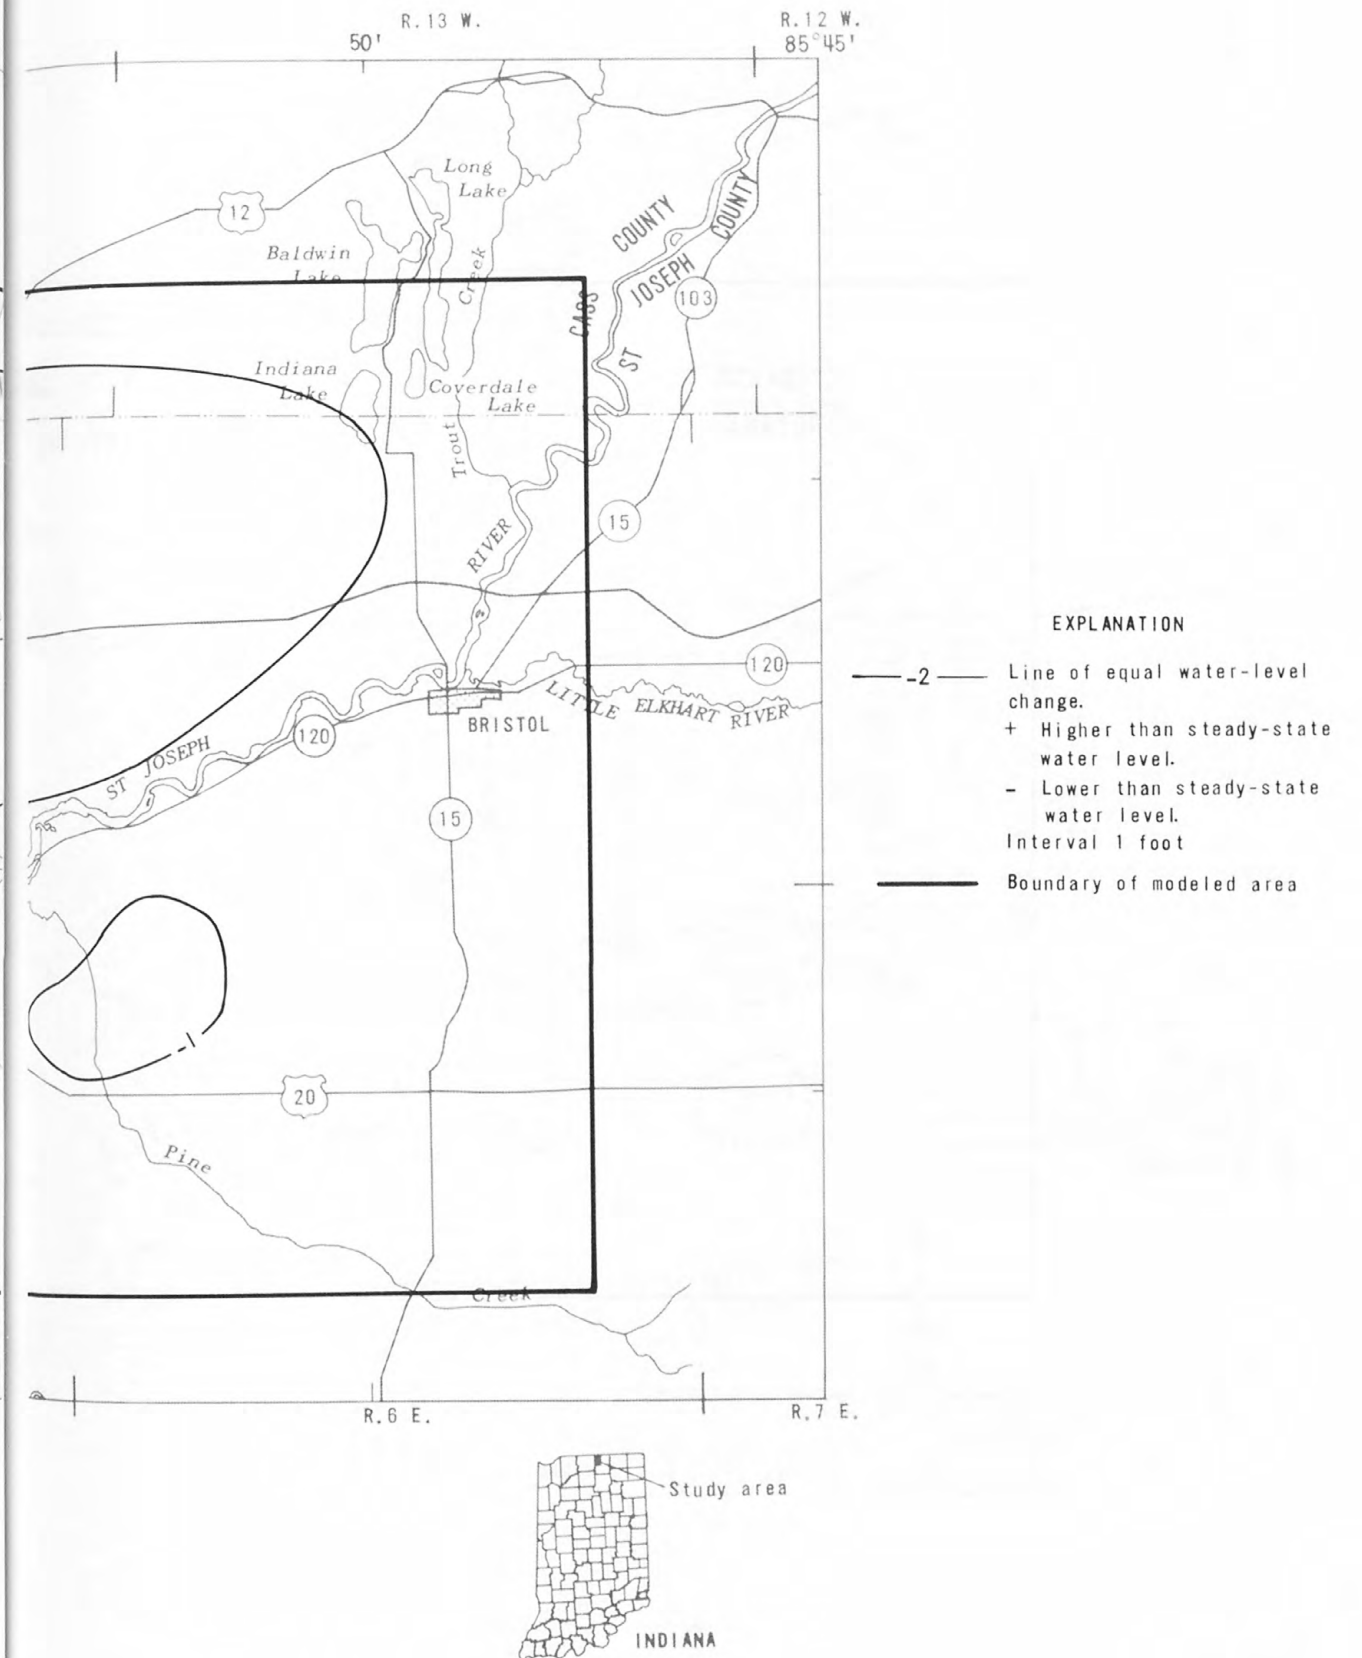 R.13 W.
R.12 W.
50'
85°45'
Long
Lake
12
COUNTY
COUNTY
Baldwin
Lake
Creek
JOSEPH
103
CASS
ST
Indiana
Lake
Coverdale
Lake
Trout
15
RIVER
EXPLANATION
120
-2
Line of equal water-level
change.
LITTLE ELKHART RIVER
BRISTOL
+ Higher than steady-state
water level.
120
ST JOSEPH
- Lower than steady-state
water level.
15
Interval 1 foot
Boundary of modeled area
-1
20
Pine
Creek
R.6 E.
R.7 E.
Study area
INDIANA